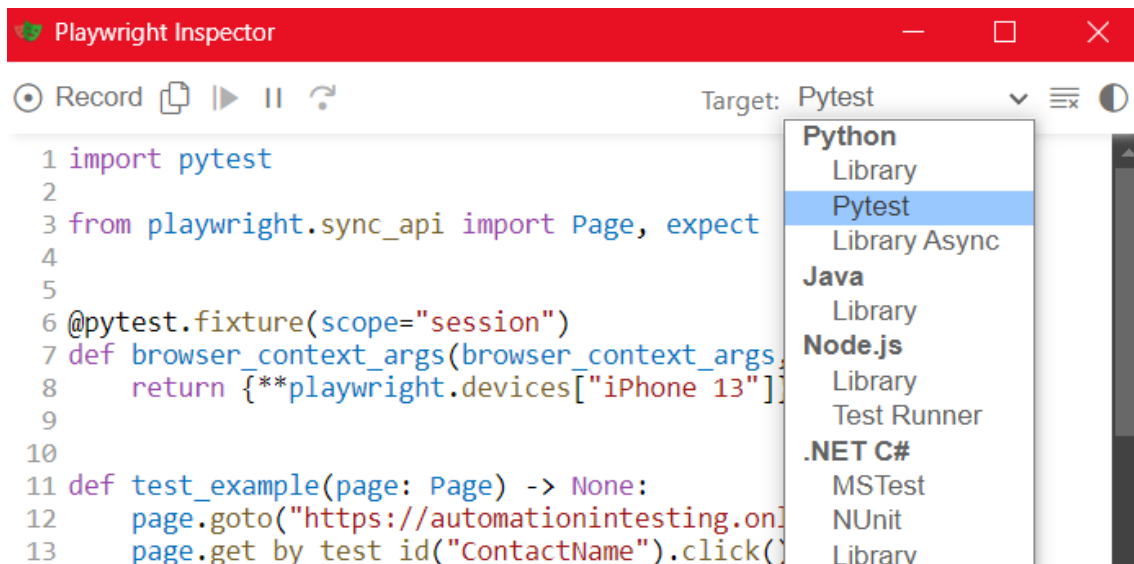 Playwright Inspector
Record
Target: Pytest
Python
Library
Pytest
Library Async
Java
Library
Node.js
Library
Test Runner
.NET C#
MSTest
NUnit
Library
1 import pytest
2
3 from playwright.sync_api import Page, expect
4
5
6 @pytest.fixture(scope="session")
7 def browser_context_args(browser_context_args,
8     return {**playwright.devices["iPhone 13"]
9
10
11 def test_example(page: Page) -> None:
12     page.goto("https://automationintesting.onl
13     page.get_by_test_id("ContactName").click(